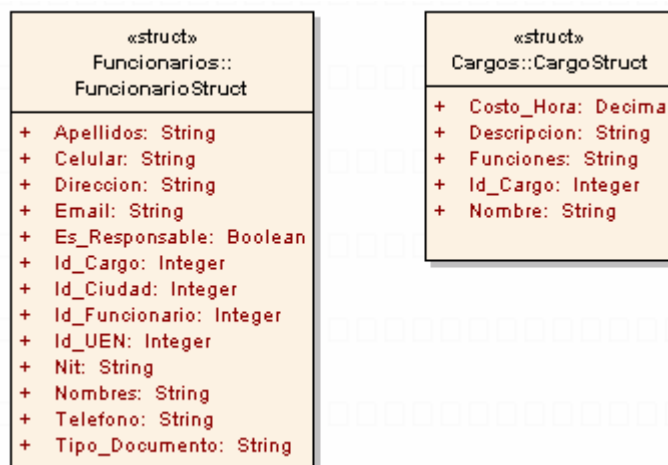 «struct»
Funcionarios::
FuncionarioStruct
+ Apellidos: String
+ Celular: String
+ Direccion: String
+ Email: String
+ Es_Responsable: Boolean
+ Id_Cargo: Integer
+ Id_Ciudad: Integer
+ Id_Funcionario: Integer
+ Id_UEN: Integer
+ Nit: String
+ Nombres: String
+ Telefono: String
+ Tipo_Documento: String
«struct»
Cargos::CargoStruct
+ Costo_Hora: Decima
+ Descripcion: String
+ Funciones: String
+ Id_Cargo: Integer
+ Nombre: String